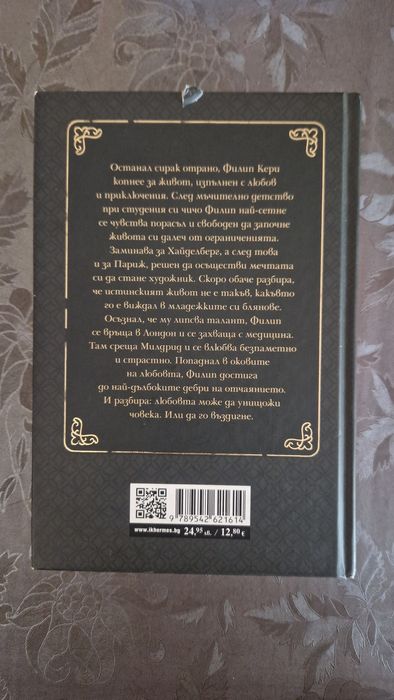 Останал сирак отрано, Филип Кери
копнее за живот, изпълнен с любов
и приключения. След мъчително детство
при студения си чичо Филип най-сетне
се чувства порасъл и свободен да започне
живота си далеч от ограниченията.
Заминава за Хайделберг, а след това
и за Париж, решен да осъществи мечтата
си да стане художник. Скоро обаче разбира,
че истинският живот не е такъв, какъвто
го е виждал в младежките си блянове.
Осъзнал, че му липсва талант, Филип
се връща в Лондон и се захваща с медицина.
Там среща Милдрид и се влюбва безпаметно
и страстно. Попаднал в оковите
на любовта, Филип достига
до най-дълбоките дебри на отчаянието.
И разбира: любовта може да унищожи
човека. Или да го въздигне.
9 789542 621614
www.ikhermes.bg 24,95 лв. / 12,80 €